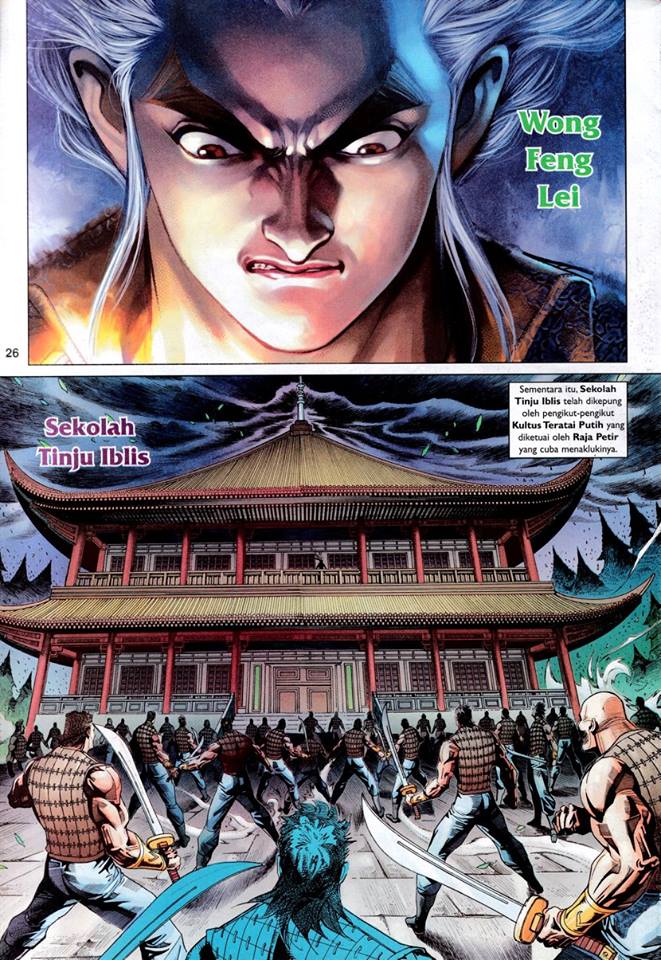 Wong
Feng
Lei
26
Sekolah
Tinju Iblis
Sementara itu, Sekolah
Tinju Iblis telah dikepung
oleh pengikut-pengikut
Kultus Teratai Putih yang
diketuai oleh Raja Petir
yang cuba menaklukinya.